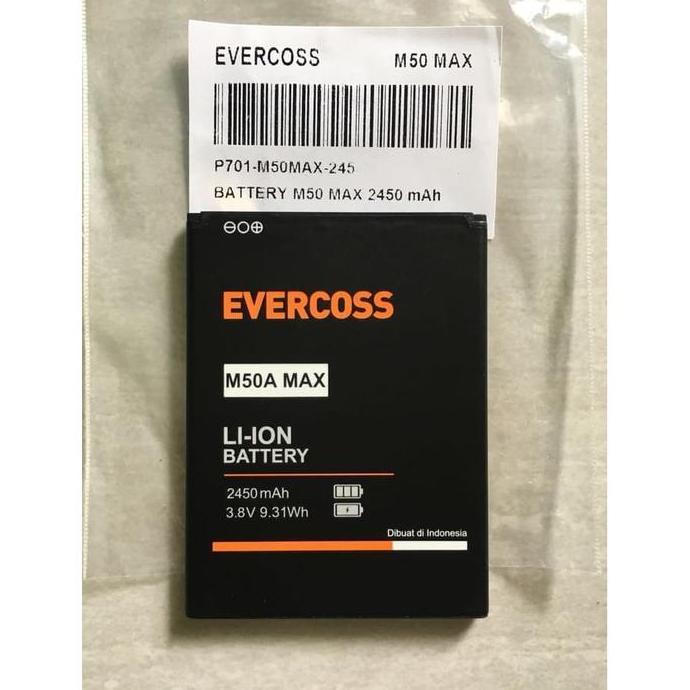 EVERCOSS M50 MAX
P701-M50MAX-245
BATTERY M50 MAX 2450 mAh
EVERCOSS
M50A MAX
LI-ION
BATTERY
2450mAh
3.8V 9.31Wh
Dibuat di Indonesia